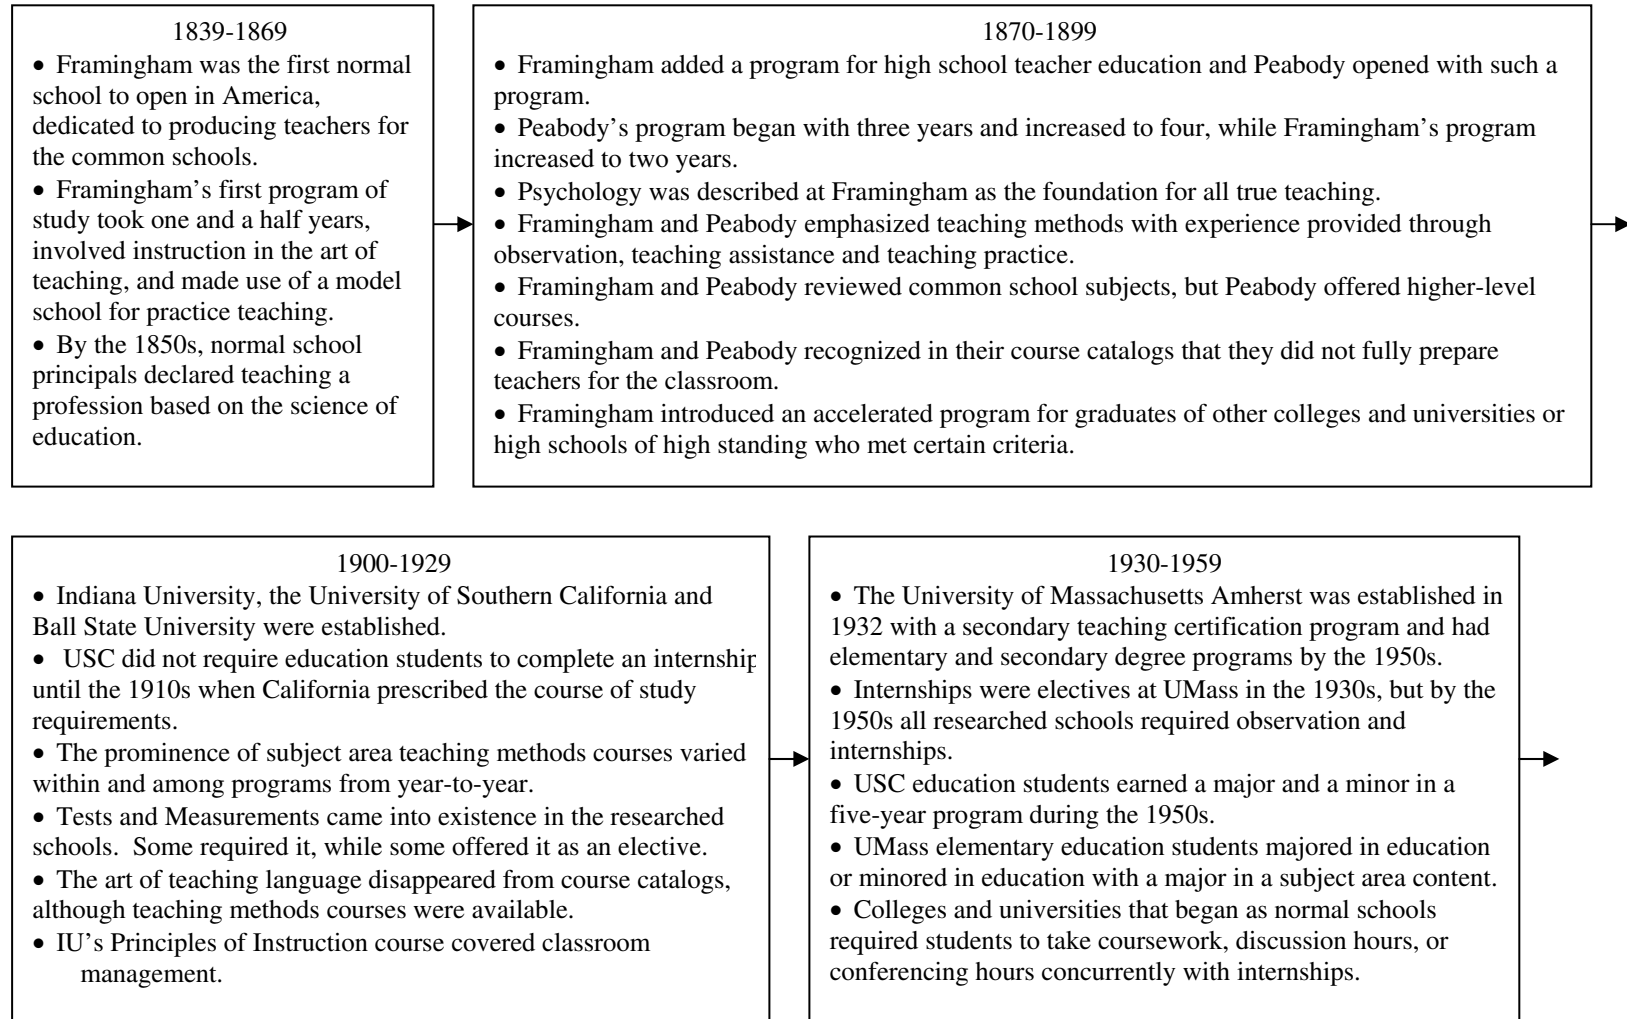 1839-1869
• Framingham was the first normal
school to open in America,
dedicated to producing teachers for
the common schools.
• Framingham's first program of
study took one and a half years,
involved instruction in the art of
teaching, and made use of a model
school for practice teaching.
• By the 1850s, normal school
principals declared teaching a
profession based on the science of
education.
1870-1899
• Framingham added a program for high school teacher education and Peabody opened with such a
program.
• Peabody's program began with three years and increased to four, while Framingham's program
increased to two years.
• Psychology was described at Framingham as the foundation for all true teaching.
• Framingham and Peabody emphasized teaching methods with experience provided through
observation, teaching assistance and teaching practice.
• Framingham and Peabody reviewed common school subjects, but Peabody offered higher-level
courses.
• Framingham and Peabody recognized in their course catalogs that they did not fully prepare
teachers for the classroom.
• Framingham introduced an accelerated program for graduates of other colleges and universities or
high schools of high standing who met certain criteria.
1900-1929
• Indiana University, the University of Southern California and
Ball State University were established.
• USC did not require education students to complete an internship
until the 1910s when California prescribed the course of study
requirements.
• The prominence of subject area teaching methods courses varied
within and among programs from year-to-year.
• Tests and Measurements came into existence in the researched
schools. Some required it, while some offered it as an elective.
• The art of teaching language disappeared from course catalogs,
although teaching methods courses were available.
• IU's Principles of Instruction course covered classroom
management.
1930-1959
• The University of Massachusetts Amherst was established in
1932 with a secondary teaching certification program and had
elementary and secondary degree programs by the 1950s.
• Internships were electives at UMass in the 1930s, but by the
1950s all researched schools required observation and
internships.
• USC education students earned a major and a minor in a
five-year program during the 1950s.
• UMass elementary education students majored in education
or minored in education with a major in a subject area content.
• Colleges and universities that began as normal schools
required students to take coursework, discussion hours, or
conferencing hours concurrently with internships.